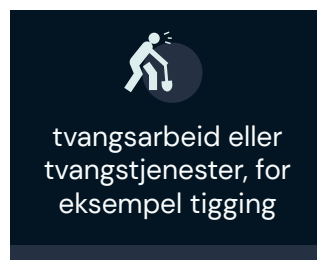 tvangsarbeid eller
tvangstjenester, for
eksempel tigging